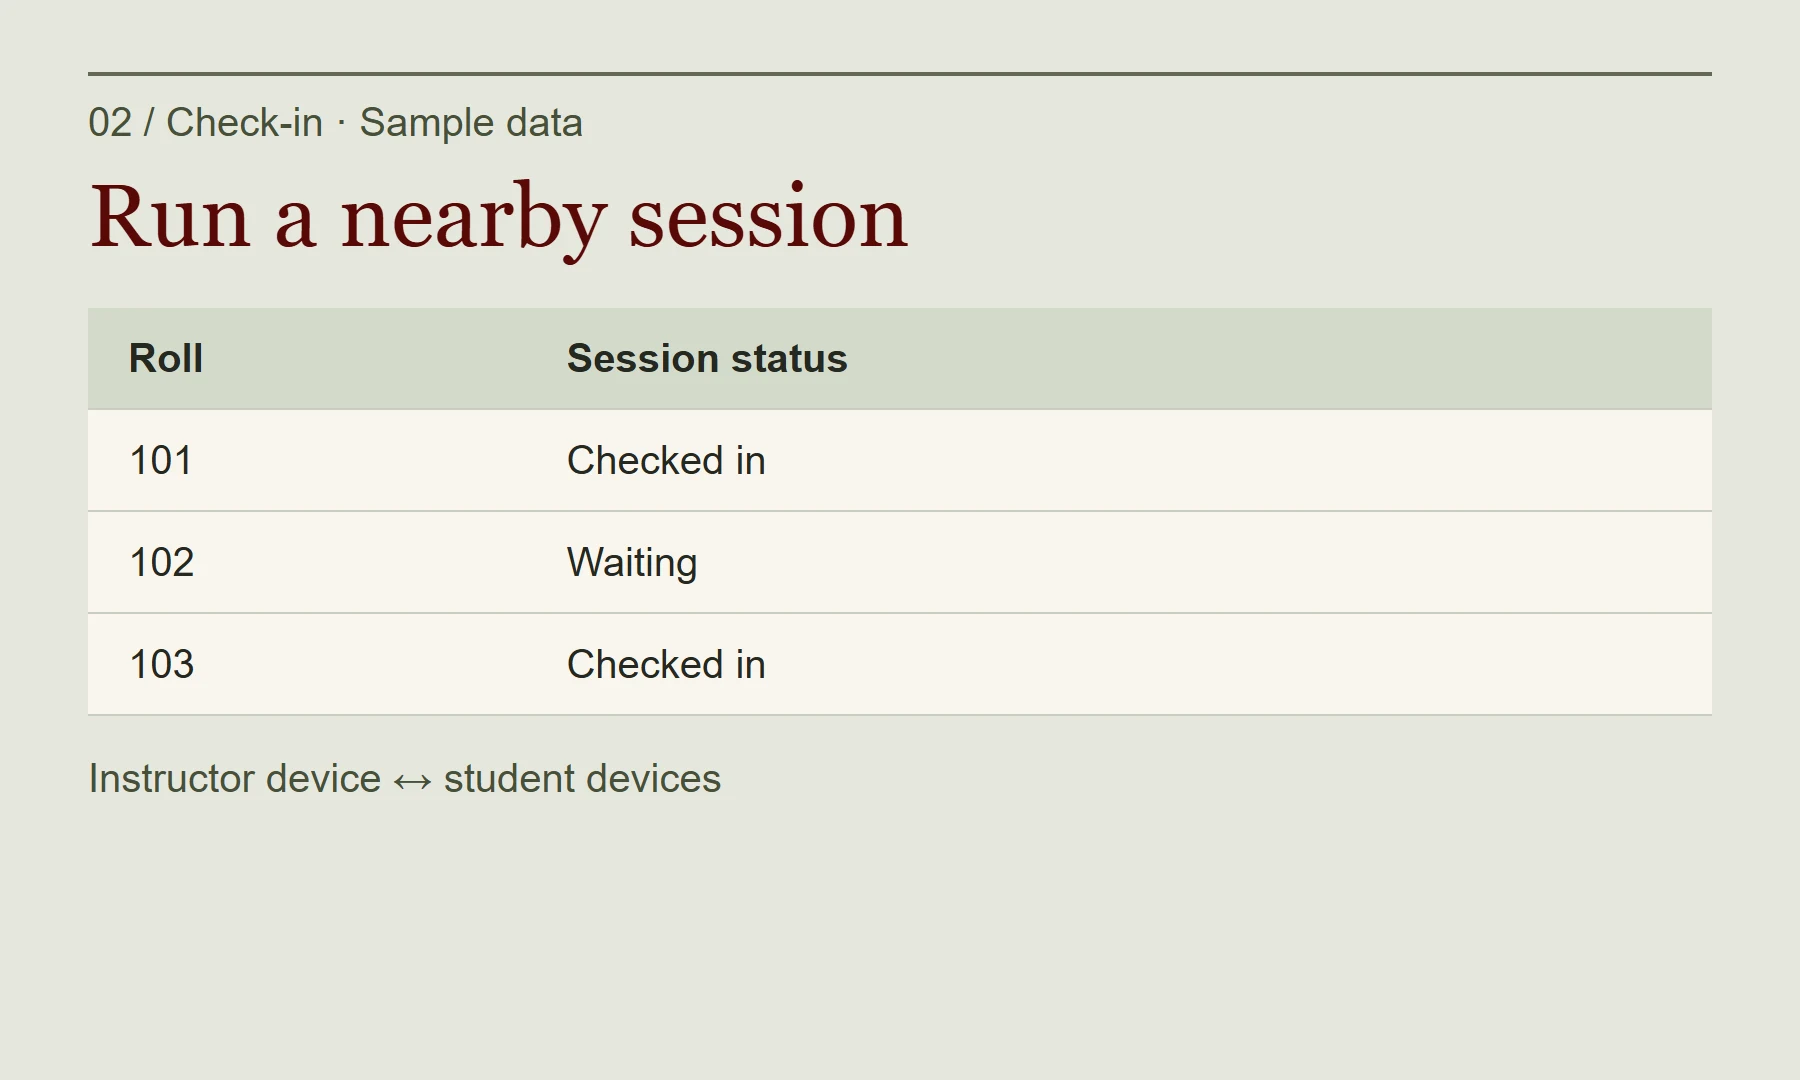 02 / Check-in · Sample data
Run a nearby session
Roll Session status
101 Checked in
102 Waiting
103 Checked in
Instructor device ↔ student devices